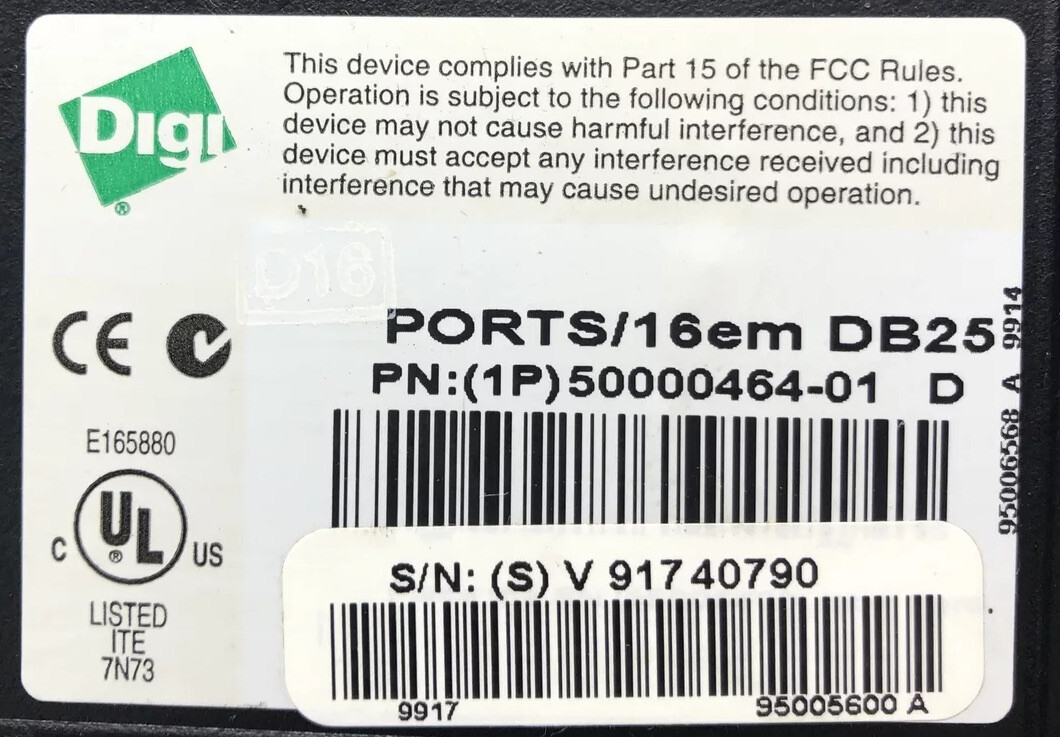 Digi
®
This device complies with Part 15 of the FCC Rules.
Operation is subject to the following conditions: 1) this
device may not cause harmful interference, and 2) this
device must accept any interference received including
interference that may cause undesired operation.
D16
CE
PORTS/16em DB25
PN:(1P)50000464-01 D
95006568 A 9914
E165880
C UL® US
LISTED
ITE
7N73
S/N: (S) V 91740790
9917 95005600 A